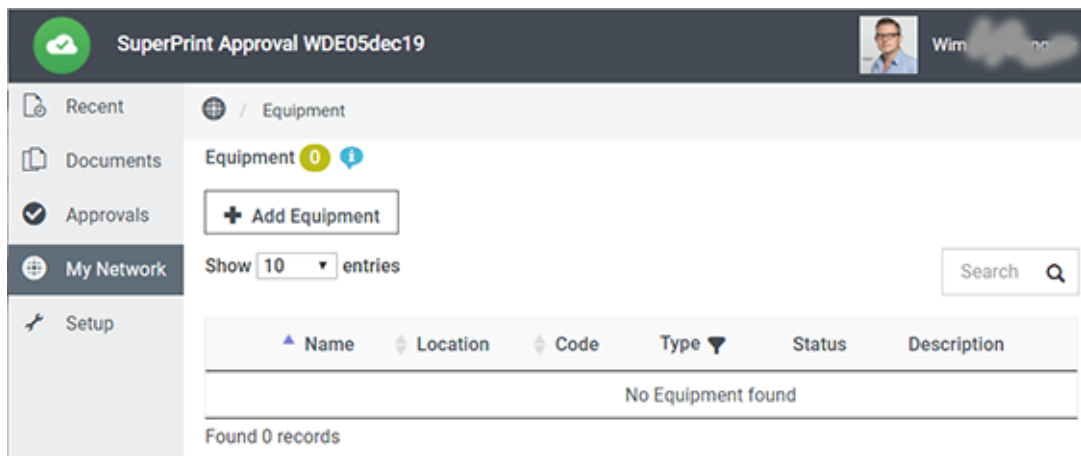 SuperPrint Approval WDE05dec19
Wim
Recent
Documents
Approvals
My Network
Setup
/ Equipment
Equipment 0
Add Equipment
Show 10 entries
Search
Name Location Code Type Status Description
No Equipment found
Found 0 records